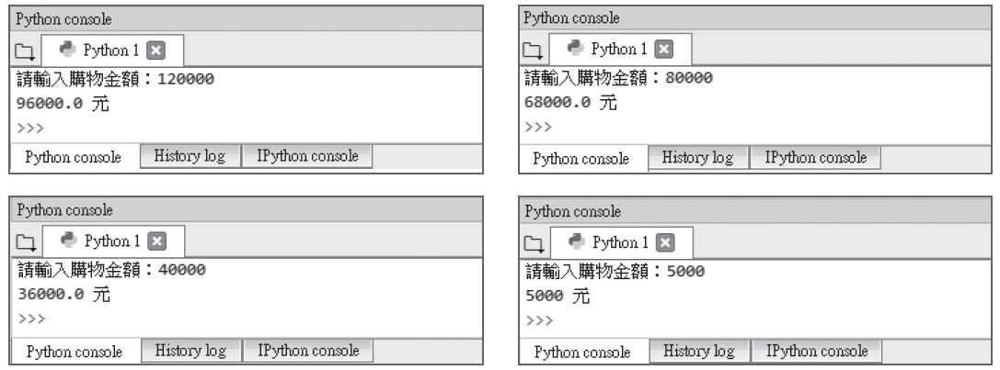 Python console
Python 1
請輸入購物金額：120000
96000.0 元
>>>
Python console History log IPython console
Python console
Python 1
請輸入購物金額：80000
68000.0 元
>>>
Python console History log IPython console
Python console
Python 1
請輸入購物金額：40000
36000.0 元
>>>
Python console History log IPython console
Python console
Python 1
請輸入購物金額：5000
5000 元
>>>
Python console History log IPython console